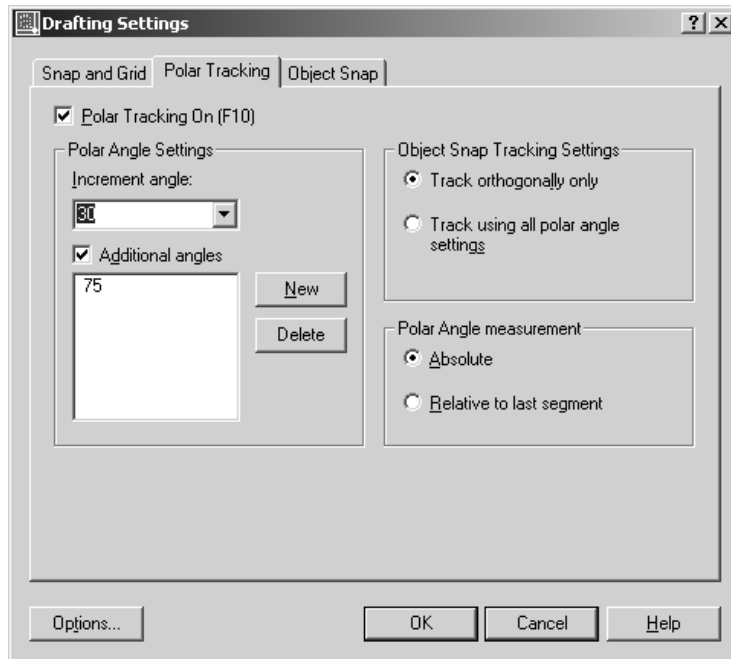 Drafting Settings
Snap and Grid
Polar Tracking
Object Snap
Polar Tracking On (F10)
Polar Angle Settings
Increment angle:
30
Additional angles
75
New
Delete
Object Snap Tracking Settings
Track orthogonally only
Track using all polar angle
settings
Polar Angle measurement
Absolute
Relative to last segment
Options...
OK
Cancel
Help